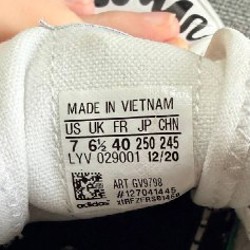 MADE IN VIETNAM
US UK FR JP CHN
7 6½ 40 250 245
LYV 029001 12/20
ART GV9798
#127041445
adidas